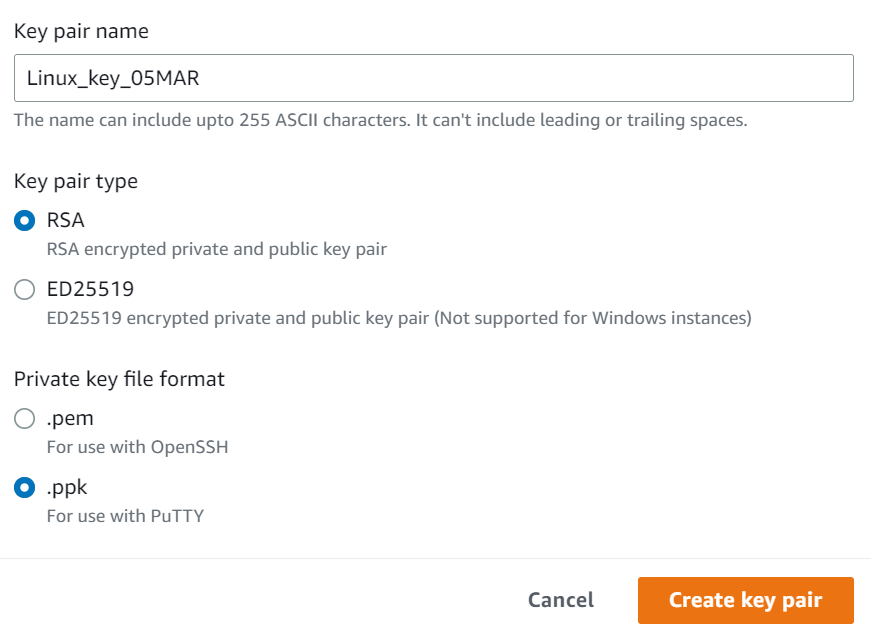 Key pair name
Linux_key_05MAR
The name can include upto 255 ASCII characters. It can't include leading or trailing spaces.
Key pair type
RSA
RSA encrypted private and public key pair
ED25519
ED25519 encrypted private and public key pair (Not supported for Windows instances)
Private key file format
.pem
For use with OpenSSH
.ppk
For use with PuTTY
Cancel
Create key pair